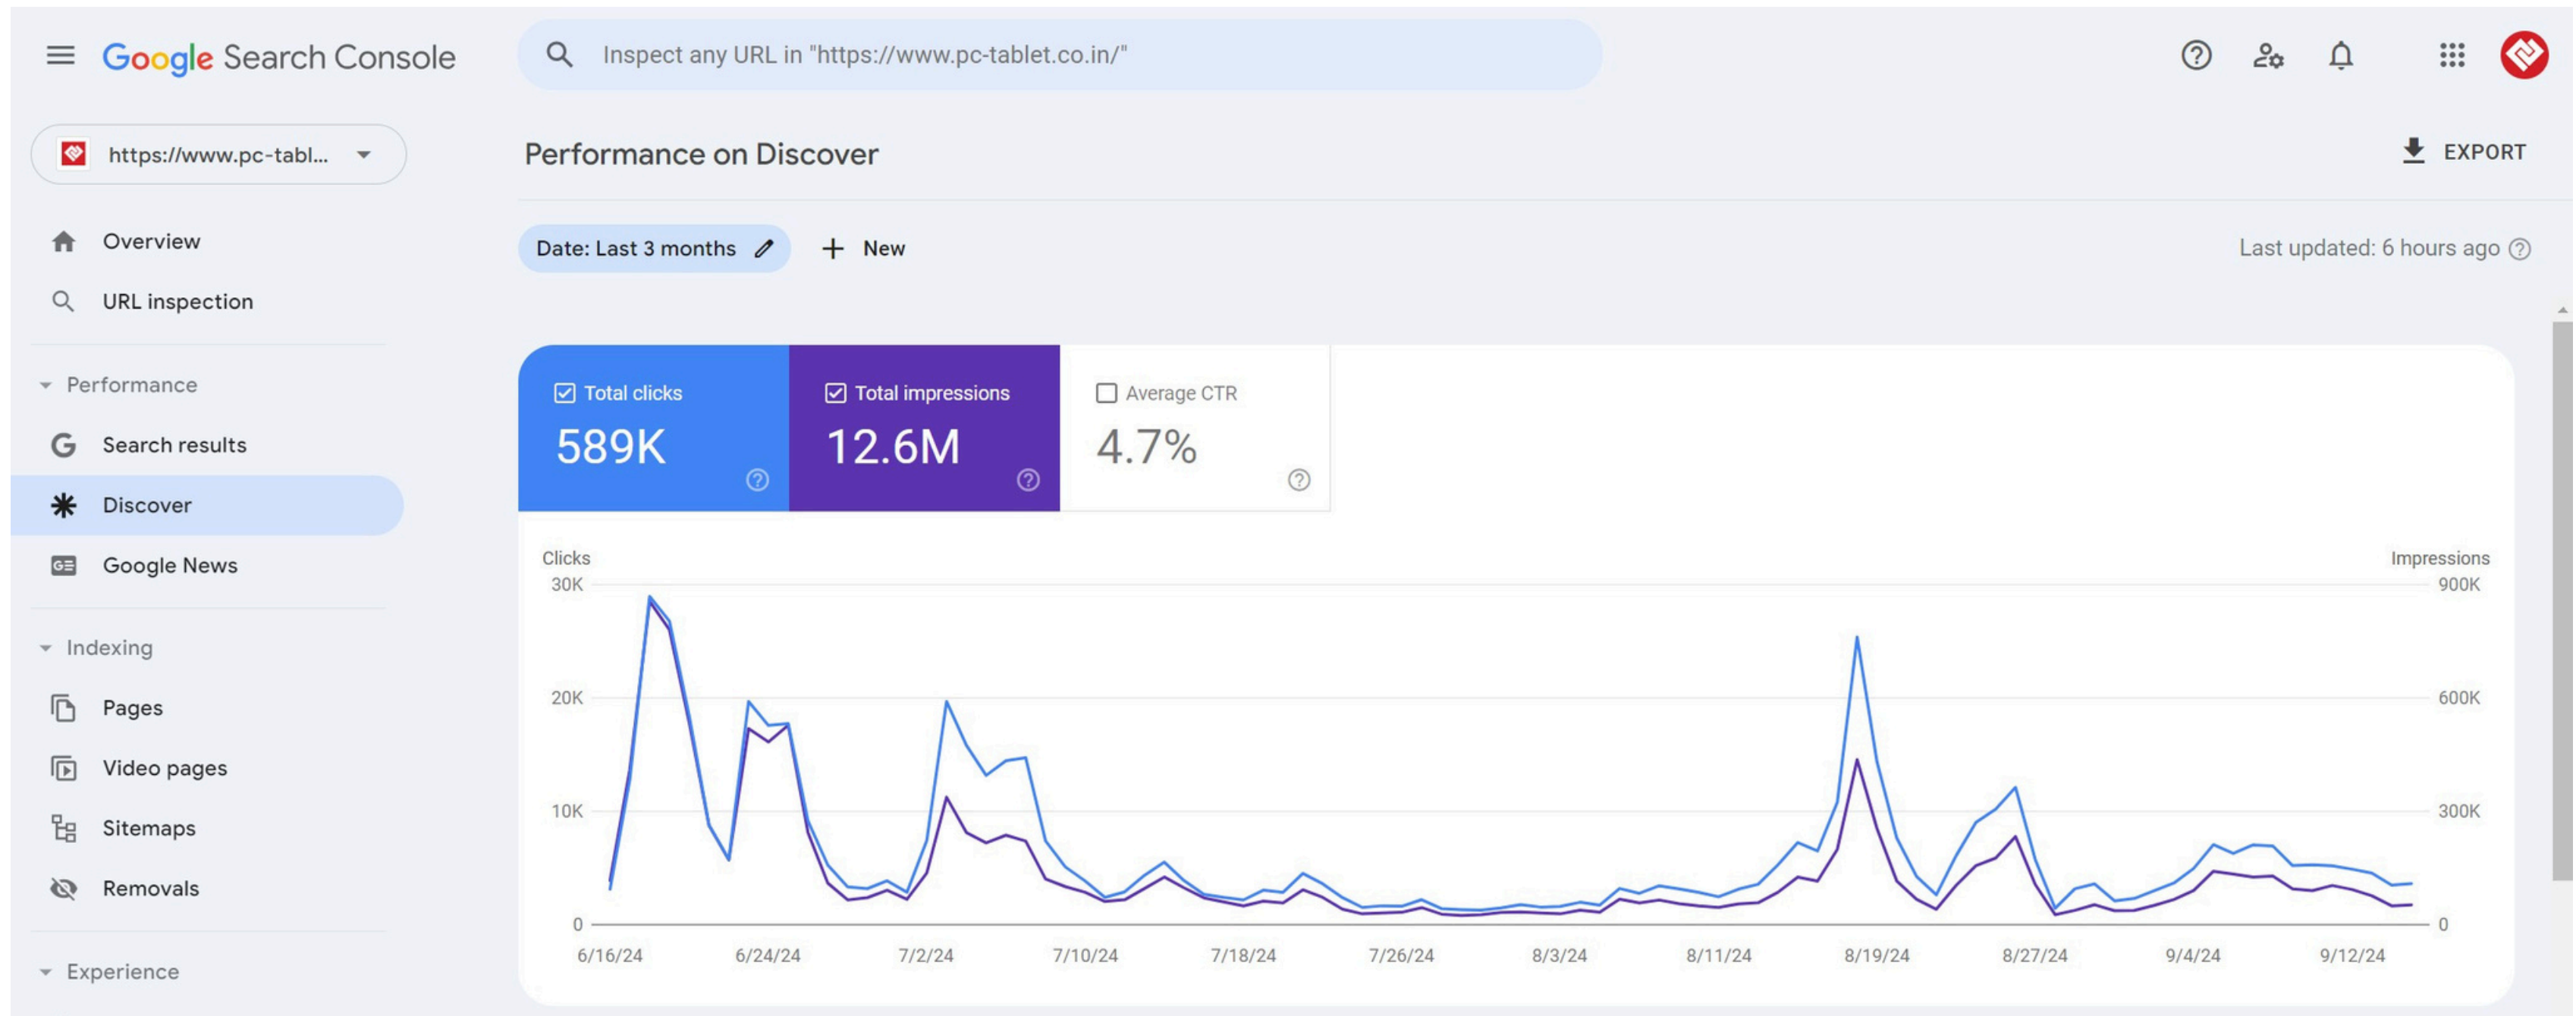 Google Search Console
Inspect any URL in "https://www.pc-tablet.co.in/"
https://www.pc-tabl...
Performance on Discover
EXPORT
Overview
URL inspection
Performance
Search results
Discover
Google News
Indexing
Pages
Video pages
Sitemaps
Removals
Experience
Date: Last 3 months
New
Last updated: 6 hours ago
Total clicks
589K
Total impressions
12.6M
Average CTR
4.7%
Clicks
Impressions
30K
900K
20K
600K
10K
300K
0
0
6/16/24
6/24/24
7/2/24
7/10/24
7/18/24
7/26/24
8/3/24
8/11/24
8/19/24
8/27/24
9/4/24
9/12/24